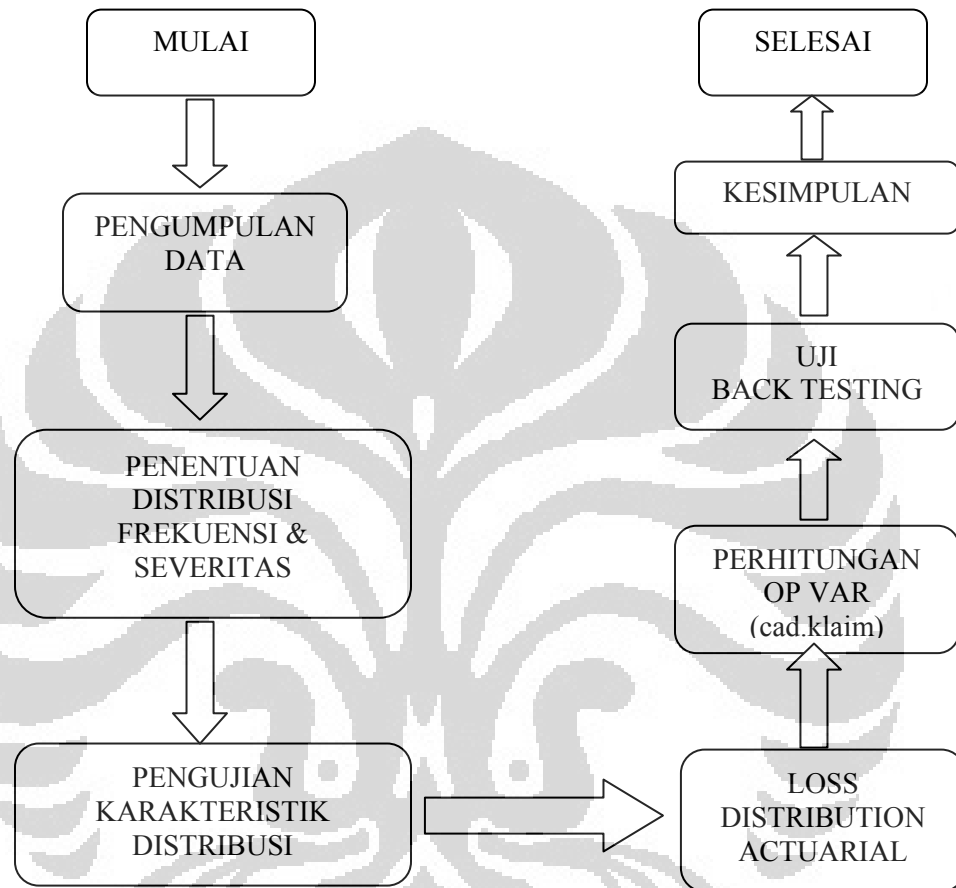 MULAI
PENGUMPULAN
DATA
PENENTUAN
DISTRIBUSI
FREKUENSI &
SEVERITAS
PENGUJIAN
KARAKTERISTIK
DISTRIBUSI
LOSS
DISTRIBUTION
ACTUARIAL
PERHITUNGAN
OP VAR
(cad.klaim)
UJI
BACK TESTING
KESIMPULAN
SELESAI